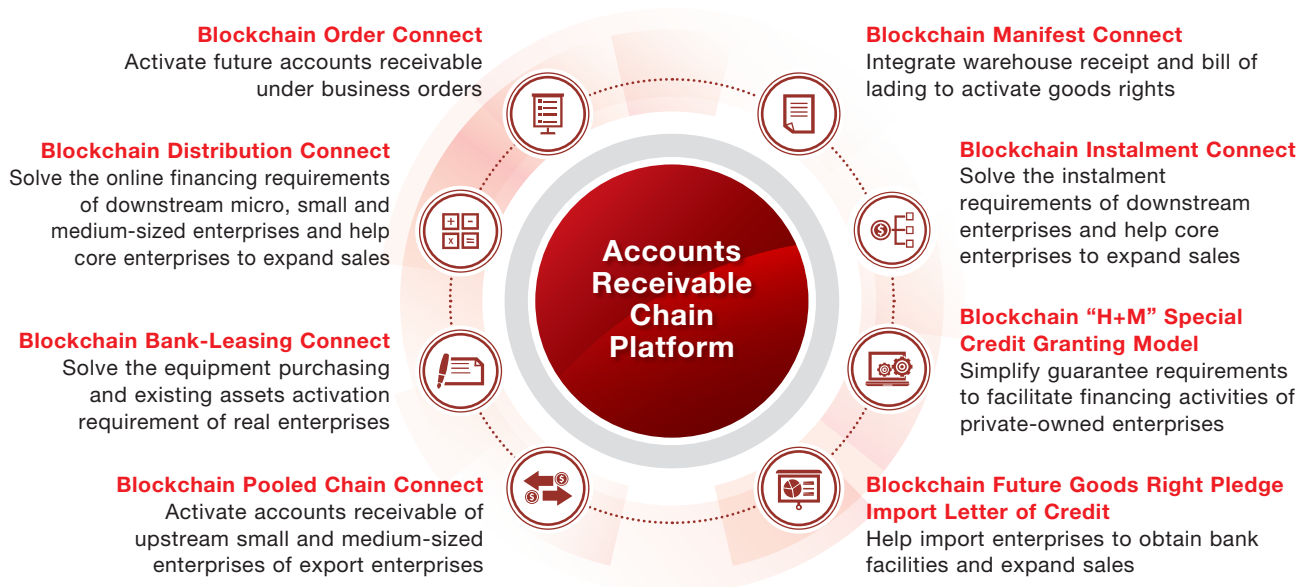 Blockchain Order Connect
Activate future accounts receivable
under business orders
Blockchain Distribution Connect
Solve the online financing requirements
of downstream micro, small and
medium-sized enterprises and help
core enterprises to expand sales
Blockchain Bank-Leasing Connect
Solve the equipment purchasing
and existing assets activation
requirement of real enterprises
Blockchain Pooled Chain Connect
Activate accounts receivable of
upstream small and medium-sized
enterprises of export enterprises
Accounts
Receivable
Chain
Platform
Blockchain Manifest Connect
Integrate warehouse receipt and bill of
lading to activate goods rights
Blockchain Instalment Connect
Solve the instalment
requirements of downstream
enterprises and help core
enterprises to expand sales
Blockchain “H+M” Special
Credit Granting Model
Simplify guarantee requirements
to facilitate financing activities of
private-owned enterprises
Blockchain Future Goods Right Pledge
Import Letter of Credit
Help import enterprises to obtain bank
facilities and expand sales